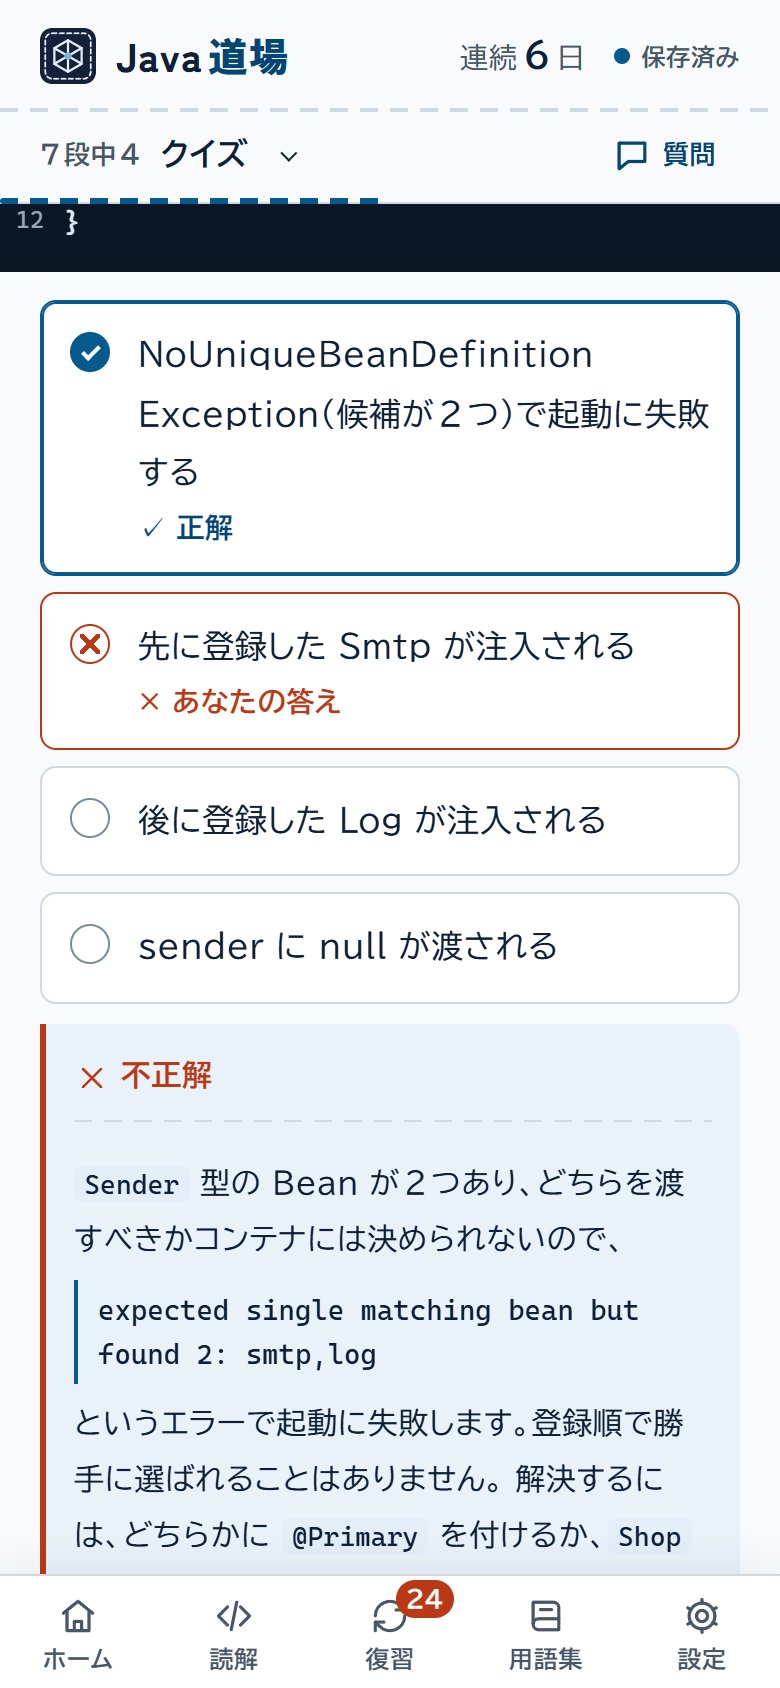 Java道場
連続 6 日
保存済み
7段中4 クイズ
質問
12 }
NoUniqueBeanDefinition
Exception(候補が2つ)で起動に失敗
する
✓ 正解
先に登録した Smtp が注入される
× あなたの答え
後に登録した Log が注入される
sender に null が渡される
× 不正解
Sender 型の Bean が2つあり、どちらを渡
すべきかコンテナには決められないので、
expected single matching bean but
found 2: smtp,log
というエラーで起動に失敗します。登録順で勝
手に選ばれることはありません。解決するに
は、どちらかに @Primary を付けるか、Shop
24
ホーム
読解
復習
用語集
設定